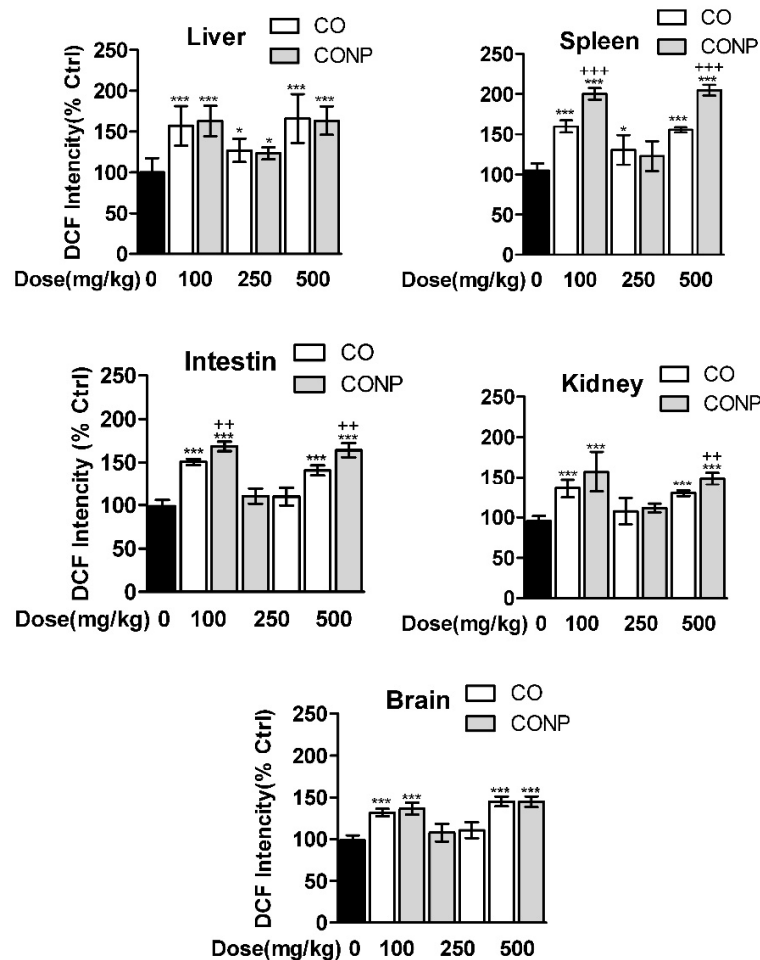 Liver
CO
CONP
DCF Intencity(% Ctrl)
250
200
150
100
50
0
*** *** * * *** ***
Dose(mg/kg) 0 100 250 500
Spleen
CO
CONP
250
200
150
100
50
0
+++ +++
*** *** * *** ***
Dose(mg/kg) 0 100 250 500
Intestin
CO
CONP
DCF Intencity (% Ctrl)
250
200
150
100
50
0
++ ++
*** *** *** ***
Dose(mg/kg) 0 100 250 500
Kidney
CO
CONP
250
200
150
100
50
0
++
*** *** *** ***
Dose(mg/kg) 0 100 250 500
Brain
CO
CONP
DCF Intencity(% Ctrl)
250
200
150
100
50
0
*** *** *** ***
Dose(mg/kg) 0 100 250 500